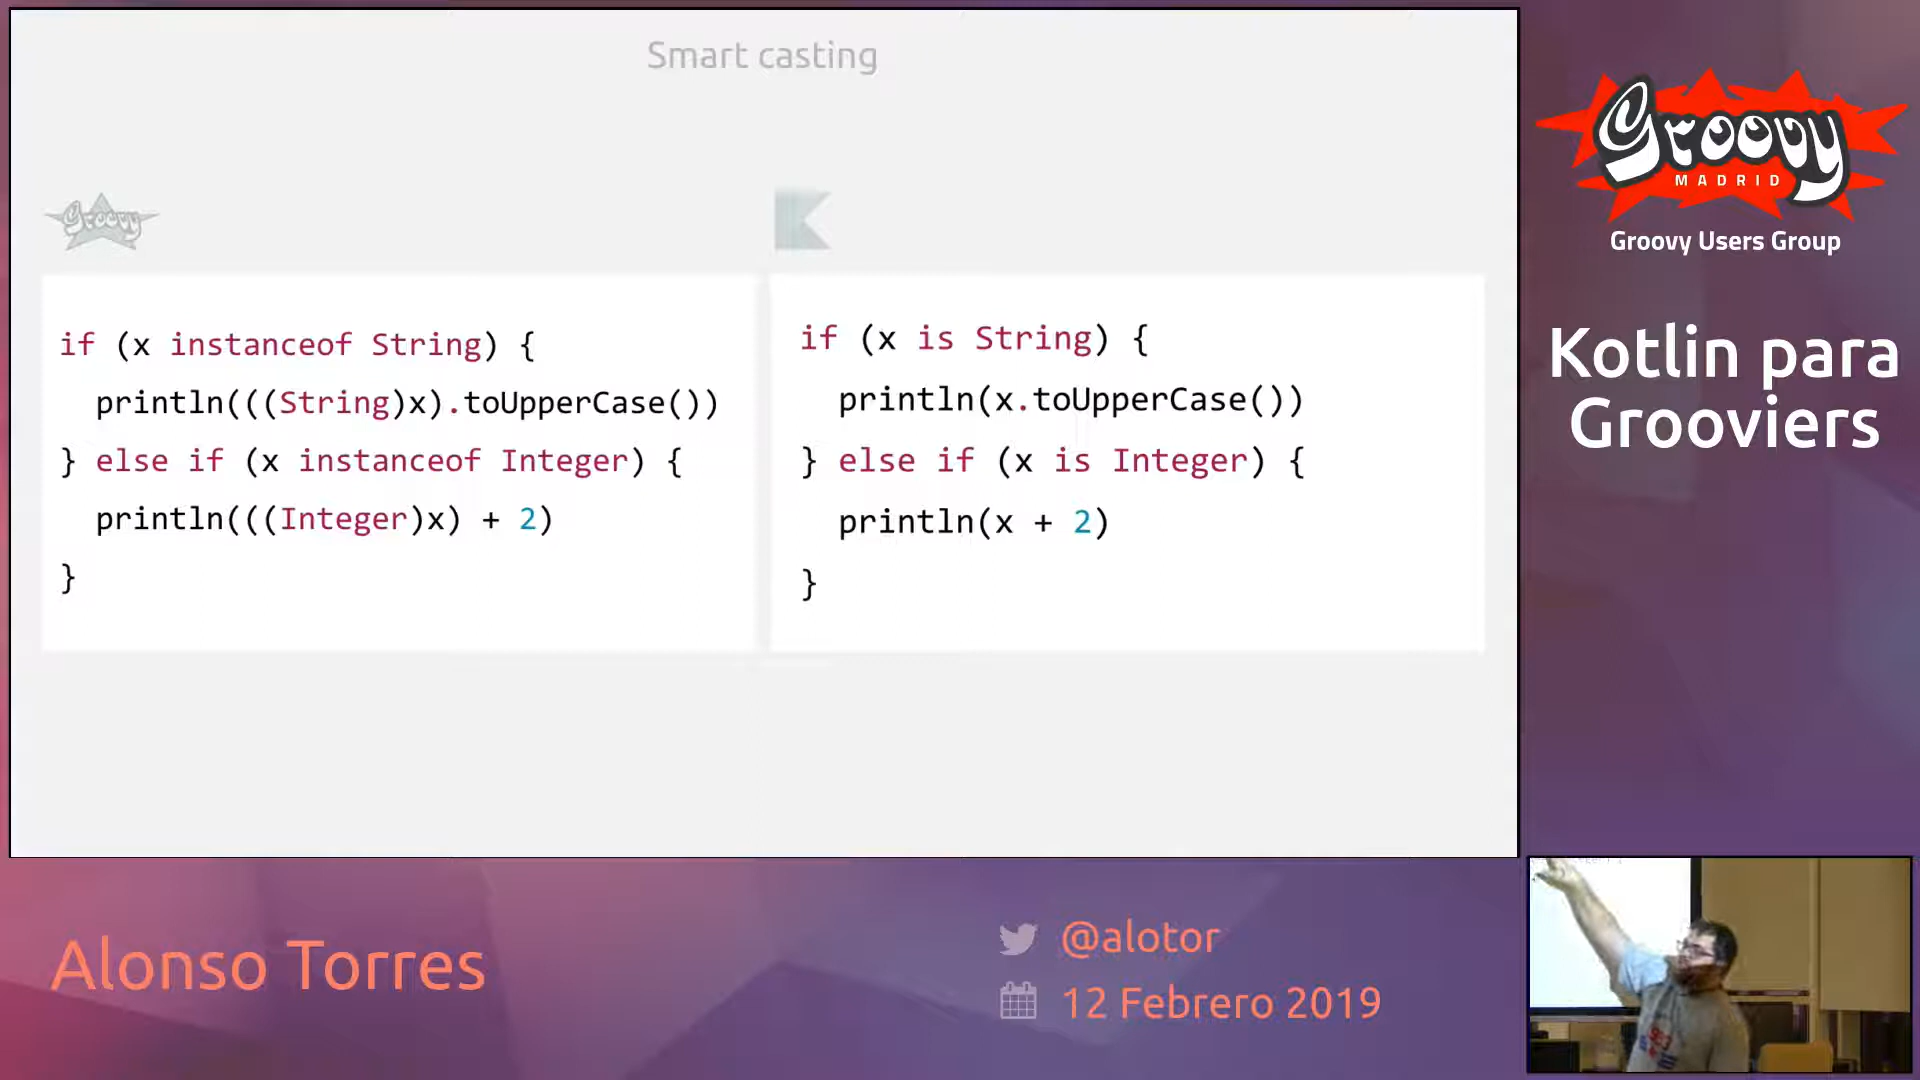 Smart casting
Groovy
if (x instanceof String) {
println(((String)x).toUpperCase())
} else if (x instanceof Integer) {
println(((Integer)x) + 2)
}
if (x is String) {
println(x.toUpperCase())
} else if (x is Integer) {
println(x + 2)
}
Groovy
MADRID
Groovy Users Group
Kotlin para
Grooviers
Alonso Torres
@alotor
12 Febrero 2019